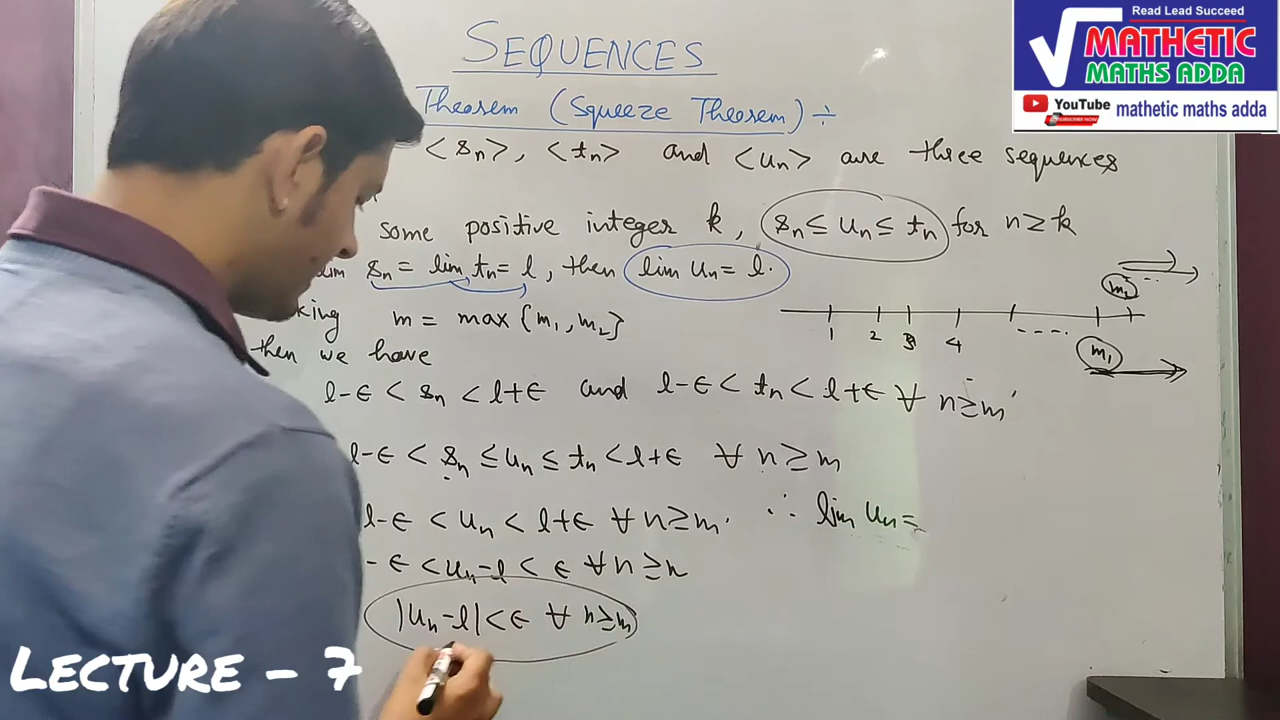 Read Lead Succeed
MATHETIC
MATHS ADDA
YouTube mathetic maths adda
SUBSCRIBE NOW
SEQUENCES
Theorem (Squeeze Theorem) ÷
<sₙ>, <tₙ> and <uₙ> are three sequences
some positive integer k, sₙ ≤ uₙ ≤ tₙ for n ≥ k
lim sₙ = lim tₙ = l, then lim uₙ = l.
m = max {m₁, m₂}
then we have
1 2 3 4 ---- m₁ m₂
l-ϵ < sₙ < l+ϵ and l-ϵ < tₙ < l+ϵ ∀ n ≥ m
l-ϵ < sₙ ≤ uₙ ≤ tₙ < l+ϵ ∀ n ≥ m
l-ϵ < uₙ < l+ϵ ∀ n ≥ m. ∴ lim uₙ =
-ϵ < uₙ-l < ϵ ∀ n ≥ n
|uₙ-l| < ϵ ∀ n ≥ m
LECTURE - 7